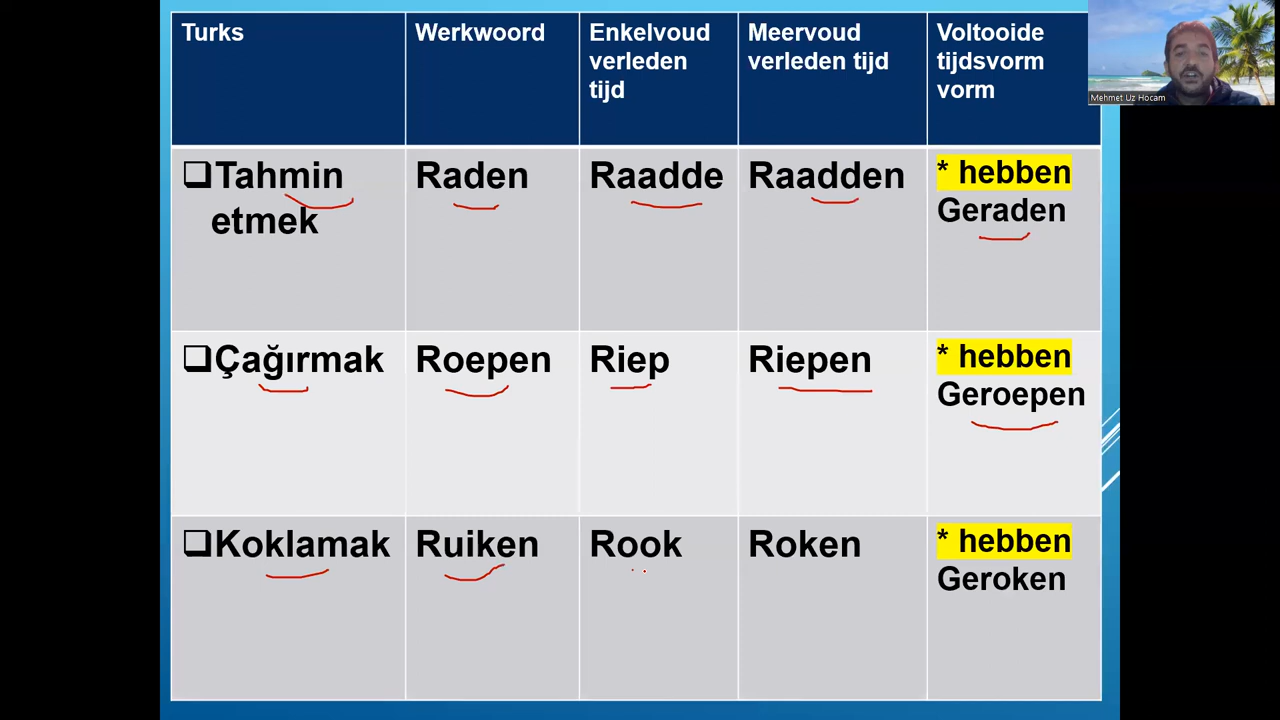 Turks
Werkwoord
Enkelvoud
verleden
tijd
Meervoud
verleden tijd
Voltooide
tijdsvorm
vorm
Mehmet Uz Hocam
Tahmin
etmek
Raden
Raadde
Raadden
* hebben
Geraden
Çağırmak
Roepen
Riep
Riepen
* hebben
Geroepen
Koklamak
Ruiken
Rook
Roken
* hebben
Geroken